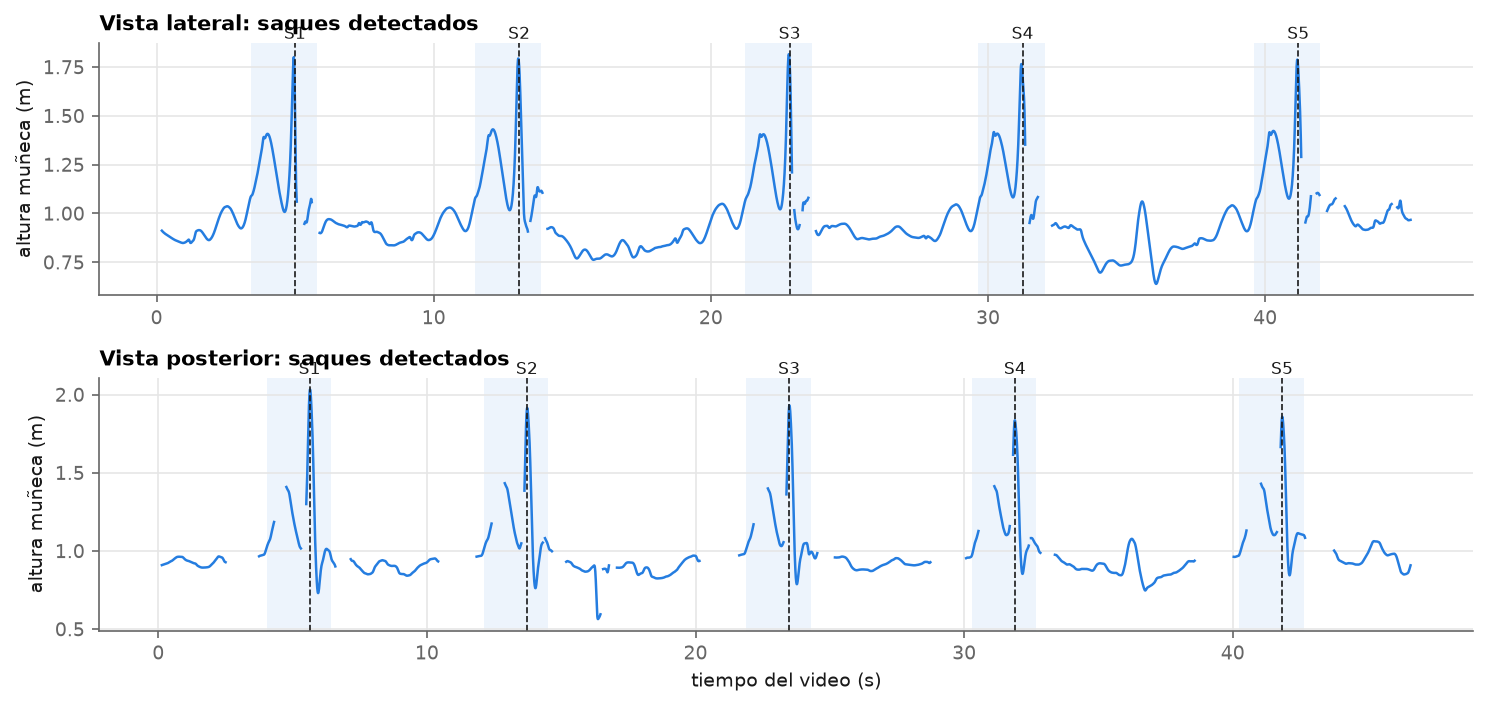 Vista lateral: saques detectados
S1 S2 S3 S4 S5
altura muñeca (m)
1.75
1.50
1.25
1.00
0.75
0 10 20 30 40
Vista posterior: saques detectados
S1 S2 S3 S4 S5
altura muñeca (m)
2.0
1.5
1.0
0.5
0 10 20 30 40
tiempo del video (s)